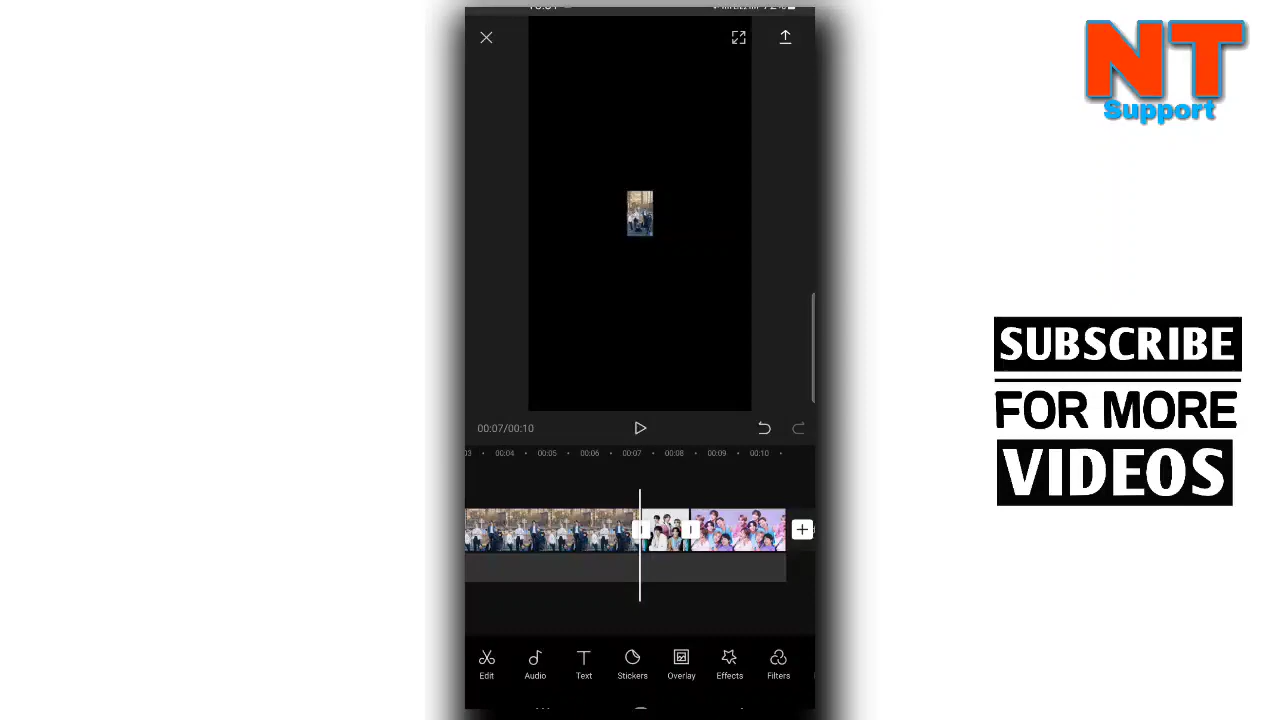 NT
Support
00:07/00:10
00:04 00:05 00:06 00:07 00:08 00:09 00:10
Edit Audio Text Stickers Overlay Effects Filters
SUBSCRIBE
FOR MORE
VIDEOS